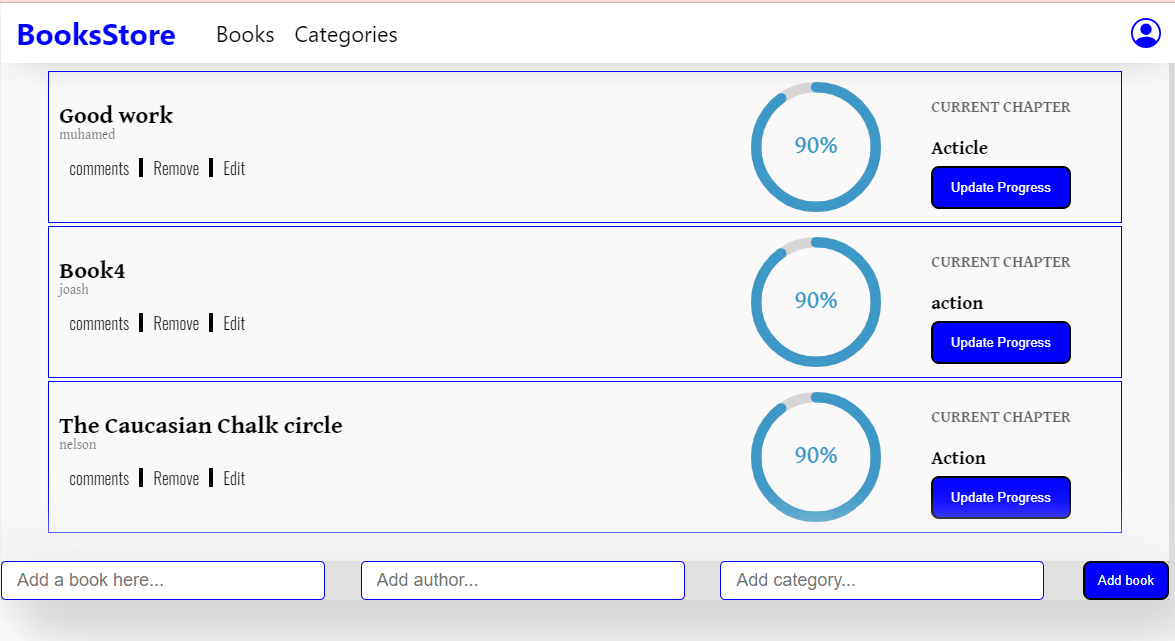 BooksStore Books Categories
Good work
muhamed
comments Remove Edit
90%
CURRENT CHAPTER
Acticle
Update Progress
Book4
joash
comments Remove Edit
90%
CURRENT CHAPTER
action
Update Progress
The Caucasian Chalk circle
nelson
comments Remove Edit
90%
CURRENT CHAPTER
Action
Update Progress
Add a book here... Add author... Add category... Add book